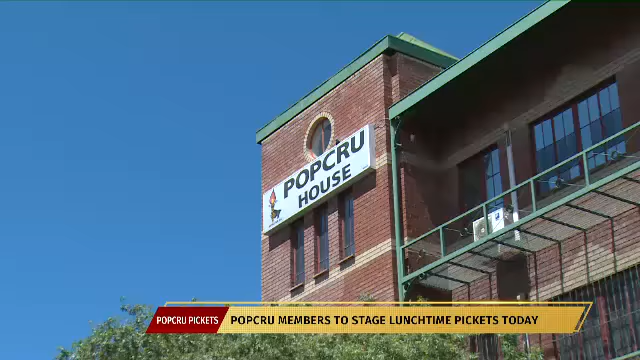 POPCRU
HOUSE
POPCRU PICKETS
POPCRU MEMBERS TO STAGE LUNCHTIME PICKETS TODAY